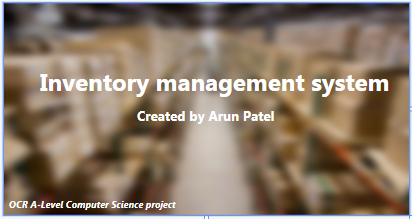 Inventory management system
Created by Arun Patel
OCR A-Level Computer Science project